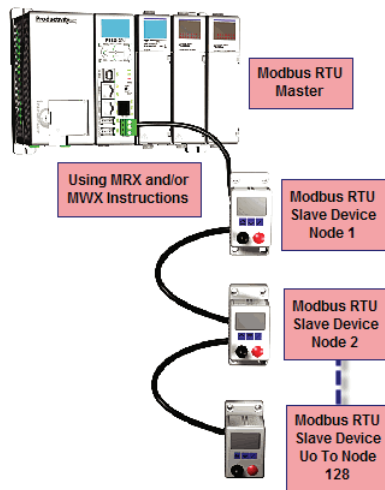 Productivity
Modbus RTU
Master
Using MRX and/or
MWX Instructions
Modbus RTU
Slave Device
Node 1
Modbus RTU
Slave Device
Node 2
Modbus RTU
Slave Device
Uo To Node
128